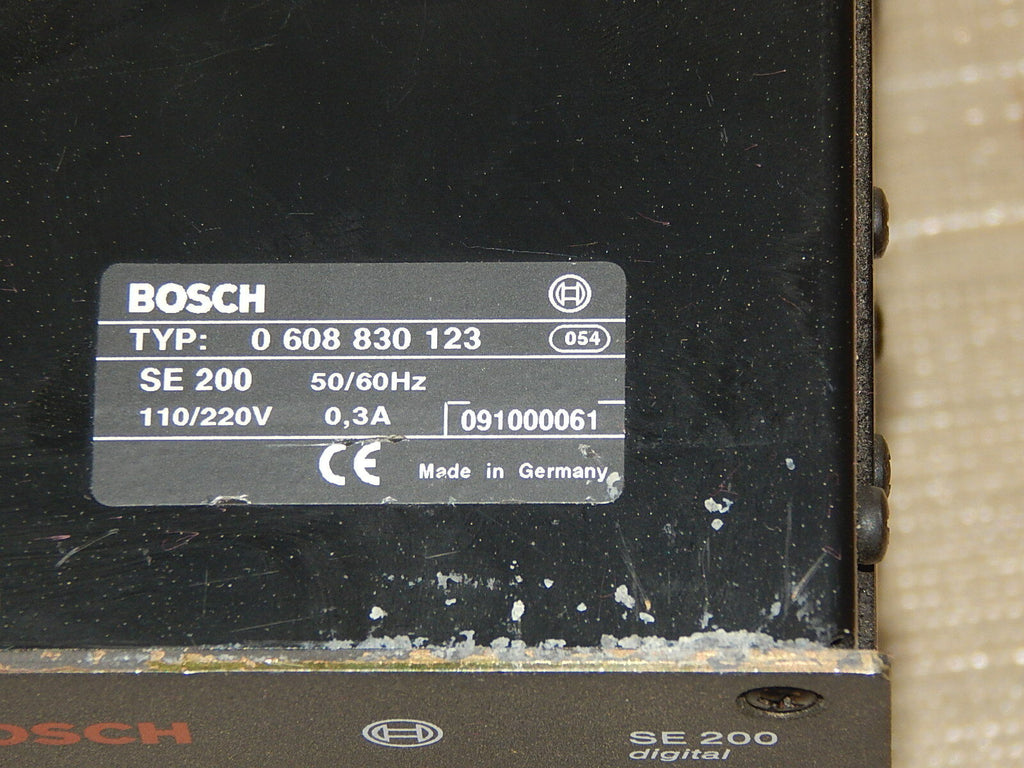 BOSCH
TYP: 0 608 830 123 054
SE 200 50/60Hz
110/220V 0,3A 091000061
CE Made in Germany
OSCH SE 200
digital